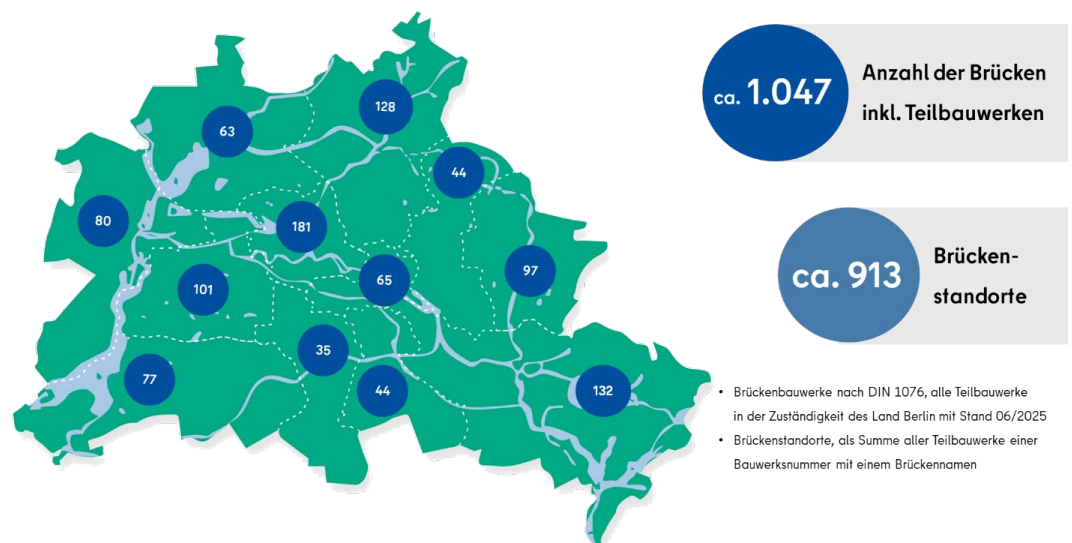 128
63
44
80
181
97
65
101
35
77
44
132
ca. 1.047
Anzahl der Brücken
inkl. Teilbauwerken
ca. 913
Brücken-
standorte
• Brückenbauwerke nach DIN 1076, alle Teilbauwerke
in der Zuständigkeit des Land Berlin mit Stand 06/2025
• Brückenstandorte, als Summe aller Teilbauwerke einer
Bauwerksnummer mit einem Brückennamen